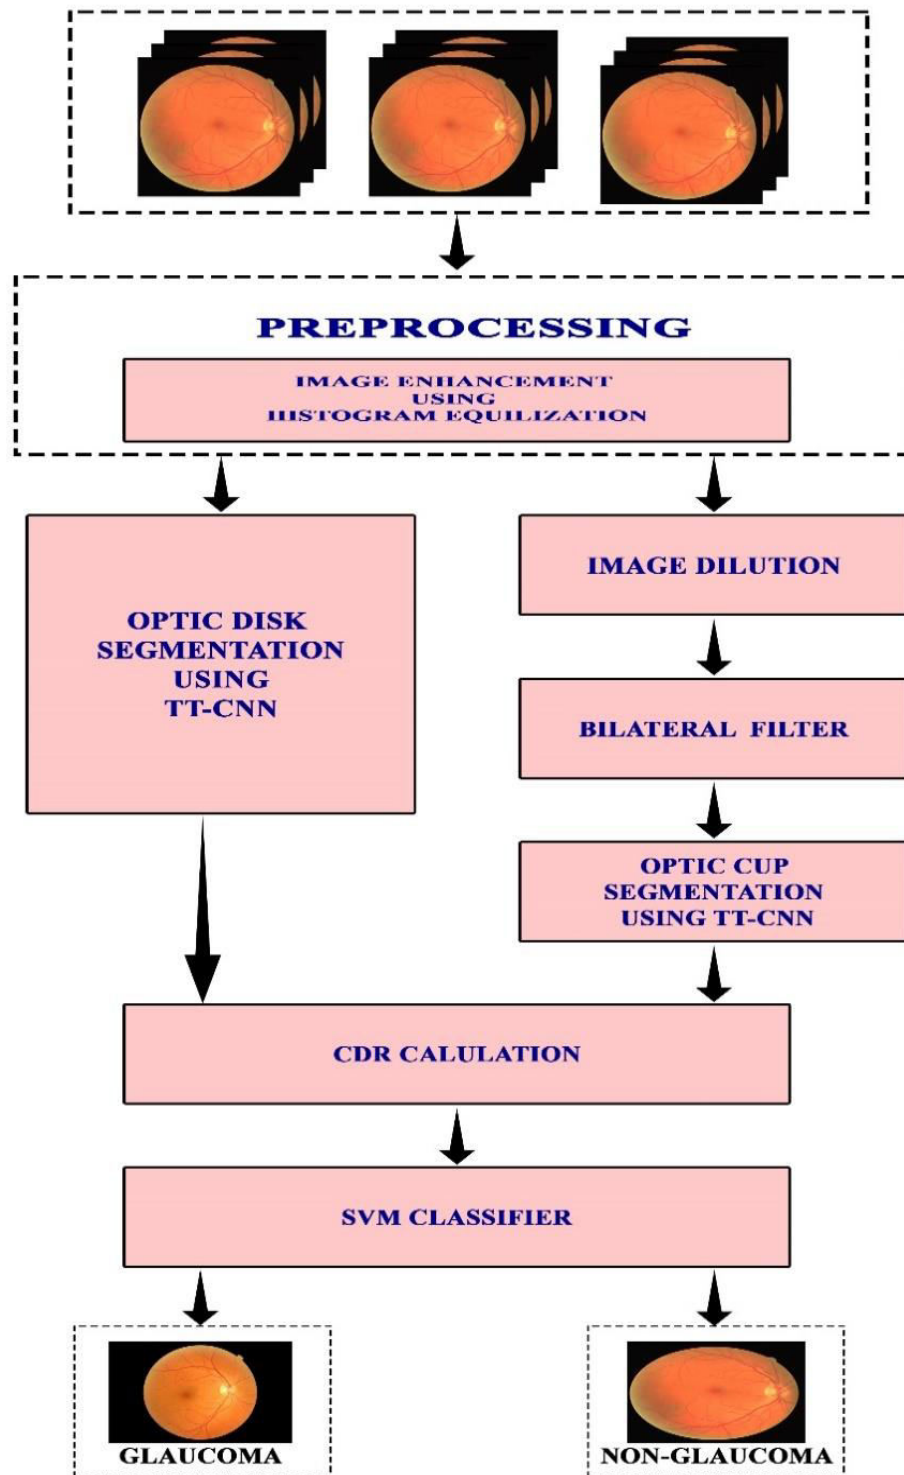 PREPROCESSING
IMAGE ENHANCEMENT
USING
HISTOGRAM EQUILIZATION
OPTIC DISK
SEGMENTATION
USING
TT-CNN
IMAGE DILUTION
BILATERAL FILTER
OPTIC CUP
SEGMENTATION
USING TT-CNN
CDR CALULATION
SVM CLASSIFIER
GLAUCOMA
NON-GLAUCOMA